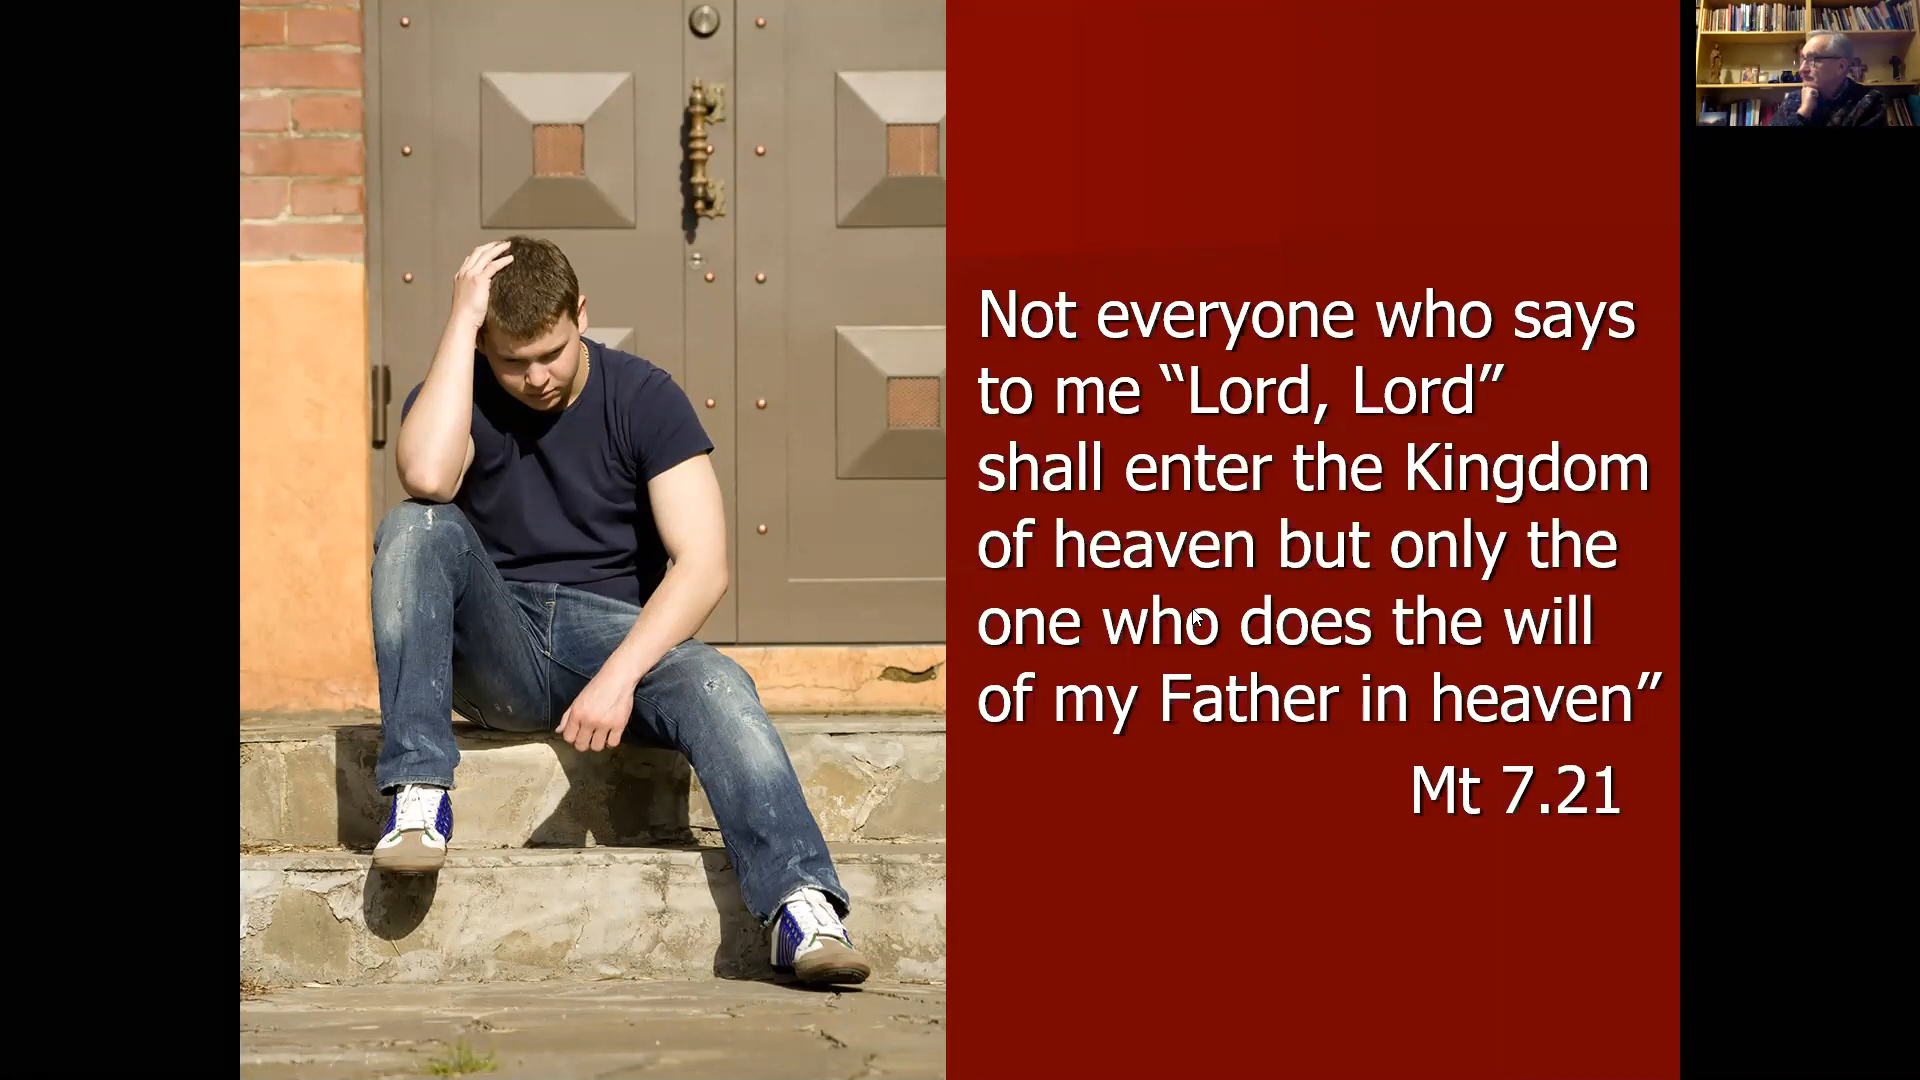 Not everyone who says
to me “Lord, Lord”
shall enter the Kingdom
of heaven but only the
one who does the will
of my Father in heaven”
Mt 7.21